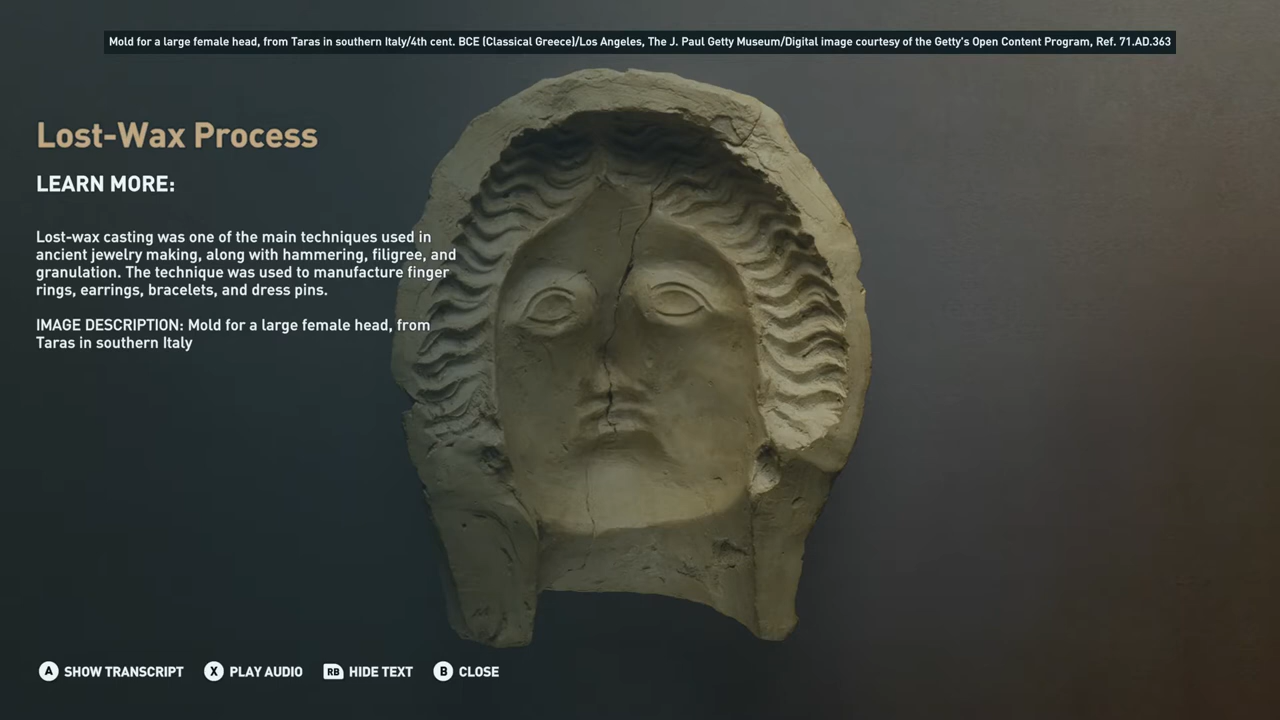 Mold for a large female head, from Taras in southern Italy/4th cent. BCE (Classical Greece)/Los Angeles, The J. Paul Getty Museum/Digital image courtesy of the Getty's Open Content Program, Ref. 71.AD.363
Lost-Wax Process
LEARN MORE:
Lost-wax casting was one of the main techniques used in
ancient jewelry making, along with hammering, filigree, and
granulation. The technique was used to manufacture finger
rings, earrings, bracelets, and dress pins.
IMAGE DESCRIPTION: Mold for a large female head, from
Taras in southern Italy
A SHOW TRANSCRIPT X PLAY AUDIO RB HIDE TEXT B CLOSE